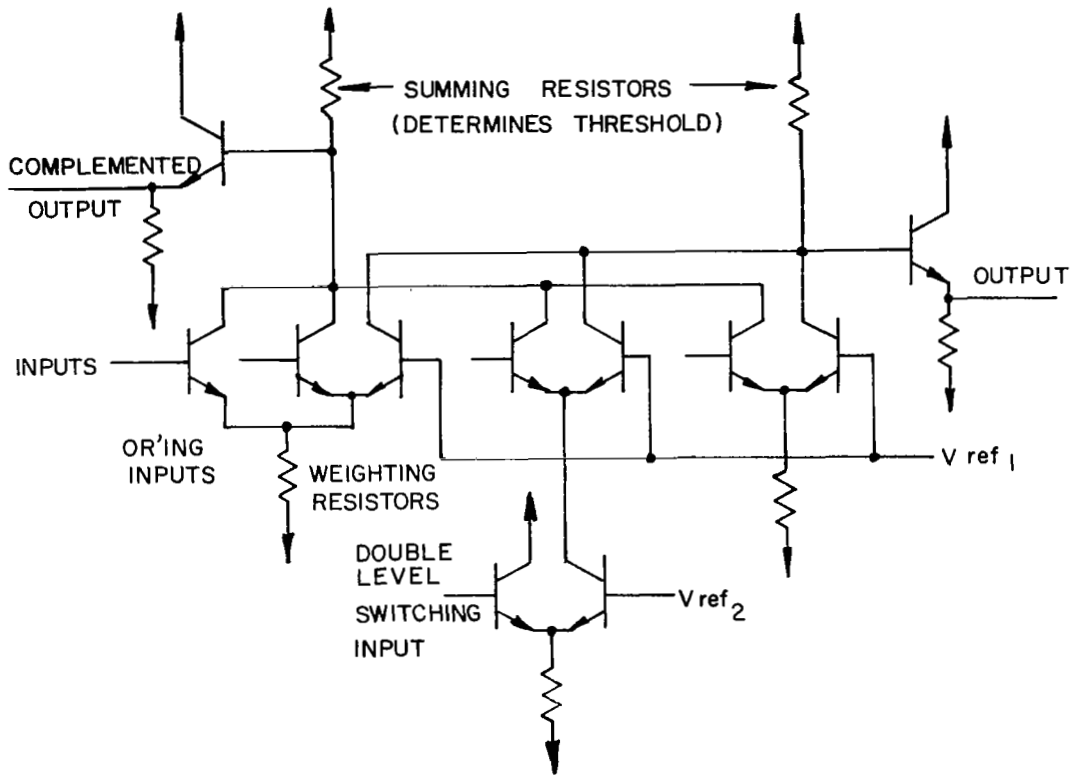 SUMMING RESISTORS
(DETERMINES THRESHOLD)
COMPLEMENTED
OUTPUT
OUTPUT
INPUTS
OR'ING
INPUTS
WEIGHTING
RESISTORS
V ref 1
DOUBLE
LEVEL
SWITCHING
INPUT
V ref 2